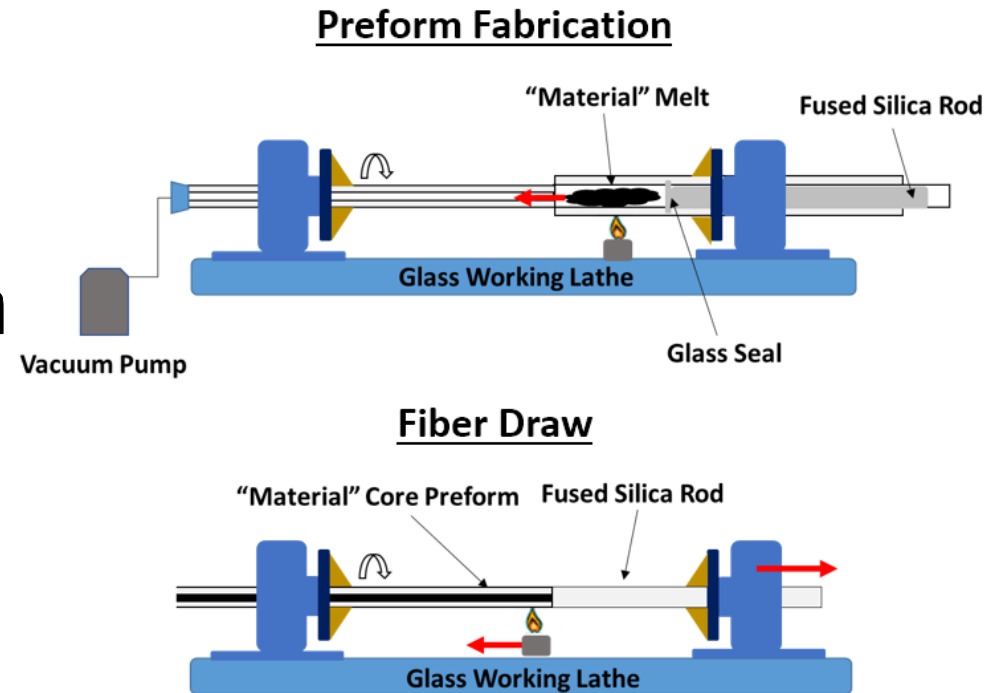 Preform Fabrication
“Material” Melt
Fused Silica Rod
Glass Working Lathe
Glass Seal
Vacuum Pump
Fiber Draw
“Material” Core Preform
Fused Silica Rod
Glass Working Lathe